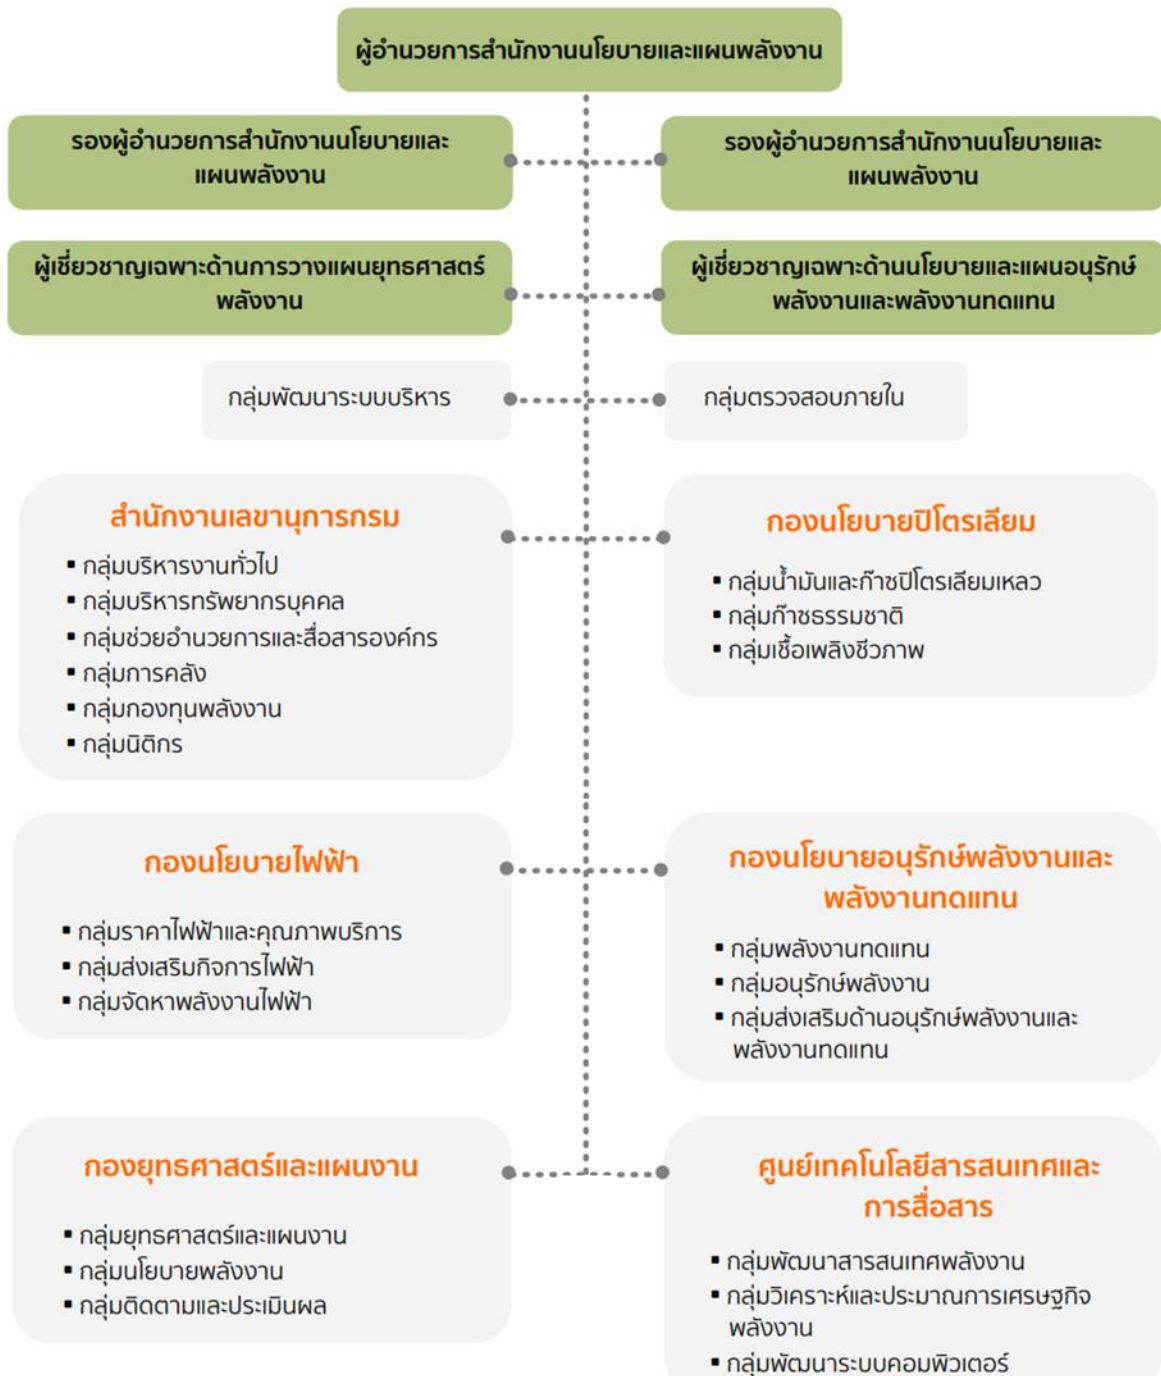 ผู้อำนวยการสำนักงานนโยบายและแผนพลังงาน
รองผู้อำนวยการสำนักงานนโยบายและ
แผนพลังงาน
รองผู้อำนวยการสำนักงานนโยบายและ
แผนพลังงาน
ผู้เชี่ยวชาญเฉพาะด้านการวางแผนยุทธศาสตร์
พลังงาน
ผู้เชี่ยวชาญเฉพาะด้านนโยบายและแผนอนุรักษ์
พลังงานและพลังงานทดแทน
กลุ่มพัฒนาระบบบริหาร
กลุ่มตรวจสอบภายใน
สำนักงานเลขานุการกรม
▪ กลุ่มบริหารงานทั่วไป
▪ กลุ่มบริหารทรัพยากรบุคคล
▪ กลุ่มช่วยอำนวยการและสื่อสารองค์กร
▪ กลุ่มการคลัง
▪ กลุ่มกองทุนพลังงาน
▪ กลุ่มนิติกร
กองนโยบายปิโตรเลียม
▪ กลุ่มน้ำมันและก๊าซปิโตรเลียมเหลว
▪ กลุ่มก๊าซธรรมชาติ
▪ กลุ่มเชื้อเพลิงชีวภาพ
กองนโยบายไฟฟ้า
▪ กลุ่มราคาไฟฟ้าและคุณภาพบริการ
▪ กลุ่มส่งเสริมกิจการไฟฟ้า
▪ กลุ่มจัดหาพลังงานไฟฟ้า
กองนโยบายอนุรักษ์พลังงานและ
พลังงานทดแทน
▪ กลุ่มพลังงานทดแทน
▪ กลุ่มอนุรักษ์พลังงาน
▪ กลุ่มส่งเสริมด้านอนุรักษ์พลังงานและ
พลังงานทดแทน
กองยุทธศาสตร์และแผนงาน
▪ กลุ่มยุทธศาสตร์และแผนงาน
▪ กลุ่มนโยบายพลังงาน
▪ กลุ่มติดตามและประเมินผล
ศูนย์เทคโนโลยีสารสนเทศและ
การสื่อสาร
▪ กลุ่มพัฒนาสารสนเทศพลังงาน
▪ กลุ่มวิเคราะห์และประมาณการเศรษฐกิจ
พลังงาน
▪ กลุ่มพัฒนาระบบคอมพิวเตอร์